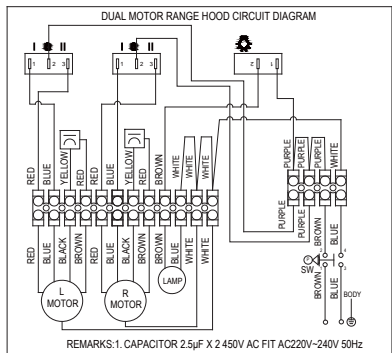 DUAL MOTOR RANGE HOOD CIRCUIT DIAGRAM
I II I II
1 2 3 1 2 3 2 1
RED BLUE YELLOW RED RED BLUE YELLOW RED BROWN WHITE WHITE WHITE PURPLE PURPLE PURPLE WHITE
RED BLUE BLACK BROWN RED BLUE BLACK BROWN BROWN BLUE WHITE WHITE PURPLE PURPLE PURPLE BROWN BLUE
L MOTOR
R MOTOR
LAMP
P
SW
BROWN BLUE
BODY
REMARKS:1. CAPACITOR 2.5μF X 2 450V AC FIT AC220V~240V 50Hz